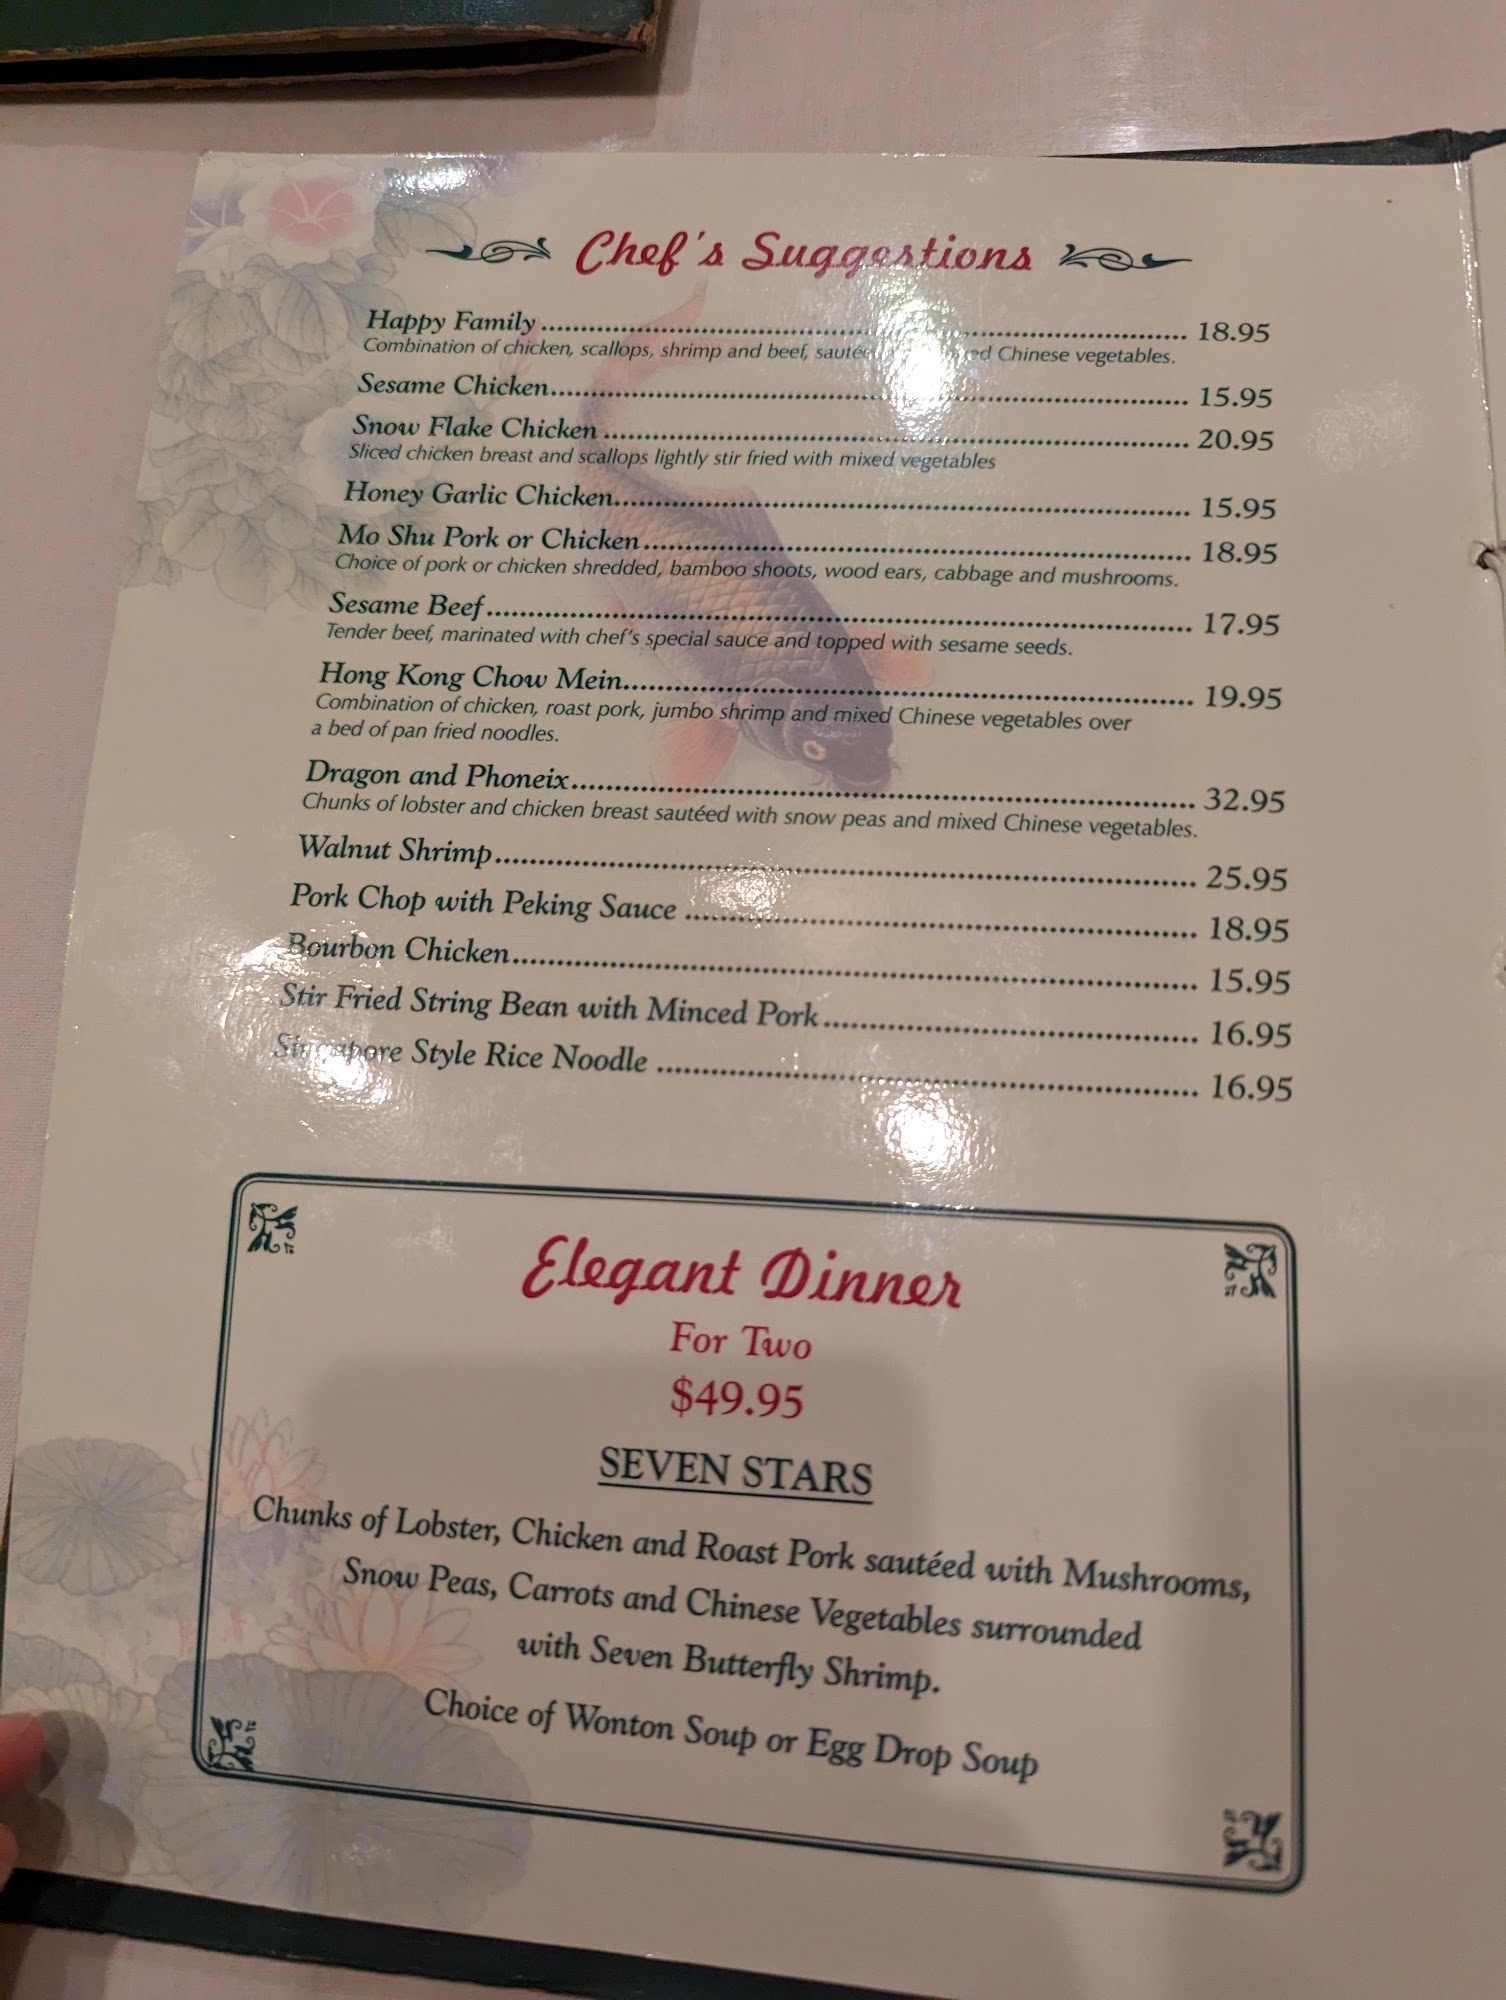 Chef's Suggestions
Happy Family 18.95
Combination of chicken, scallops, shrimp and beef, Chinese vegetables.
Sesame Chicken 15.95
Snow Flake Chicken 20.95
Sliced chicken breast and scallops lightly stir fried with mixed vegetables
Honey Garlic Chicken 15.95
Mo Shu Pork or Chicken 18.95
Choice of pork or chicken shredded, bamboo shoots, wood ears, cabbage and mushrooms.
Sesame Beef 17.95
Tender beef, marinated with chef's special sauce and topped with sesame seeds.
Hong Kong Chow Mein 19.95
Combination of chicken, roast pork, jumbo shrimp and mixed Chinese vegetables over
a bed of pan fried noodles.
Dragon and Phoneix 32.95
Chunks of lobster and chicken breast sautéed with snow peas and mixed Chinese vegetables.
Walnut Shrimp 25.95
Pork Chop with Peking Sauce 18.95
Bourbon Chicken 15.95
Stir Fried String Bean with Minced Pork 16.95
Singapore Style Rice Noodle 16.95
Elegant Dinner
For Two
$49.95
SEVEN STARS
Chunks of Lobster, Chicken and Roast Pork sautéed with Mushrooms,
Snow Peas, Carrots and Chinese Vegetables surrounded
with Seven Butterfly Shrimp.
Choice of Wonton Soup or Egg Drop Soup